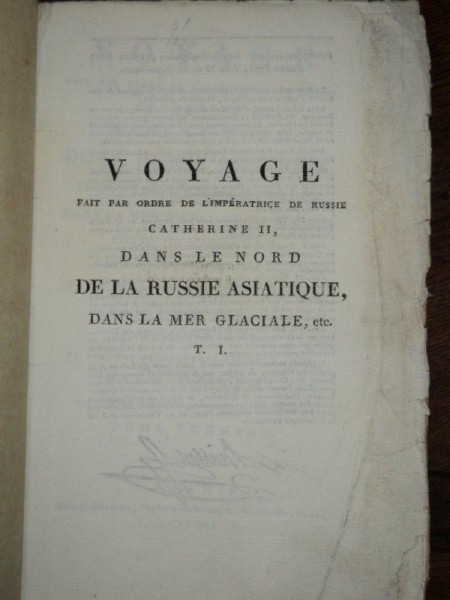 VOYAGE
FAIT PAR ORDRE DE L'IMPÉRATRICE DE RUSSIE
CATHERINE II,
DANS LE NORD
DE LA RUSSIE ASIATIQUE,
DANS LA MER GLACIALE, etc.
T. I.